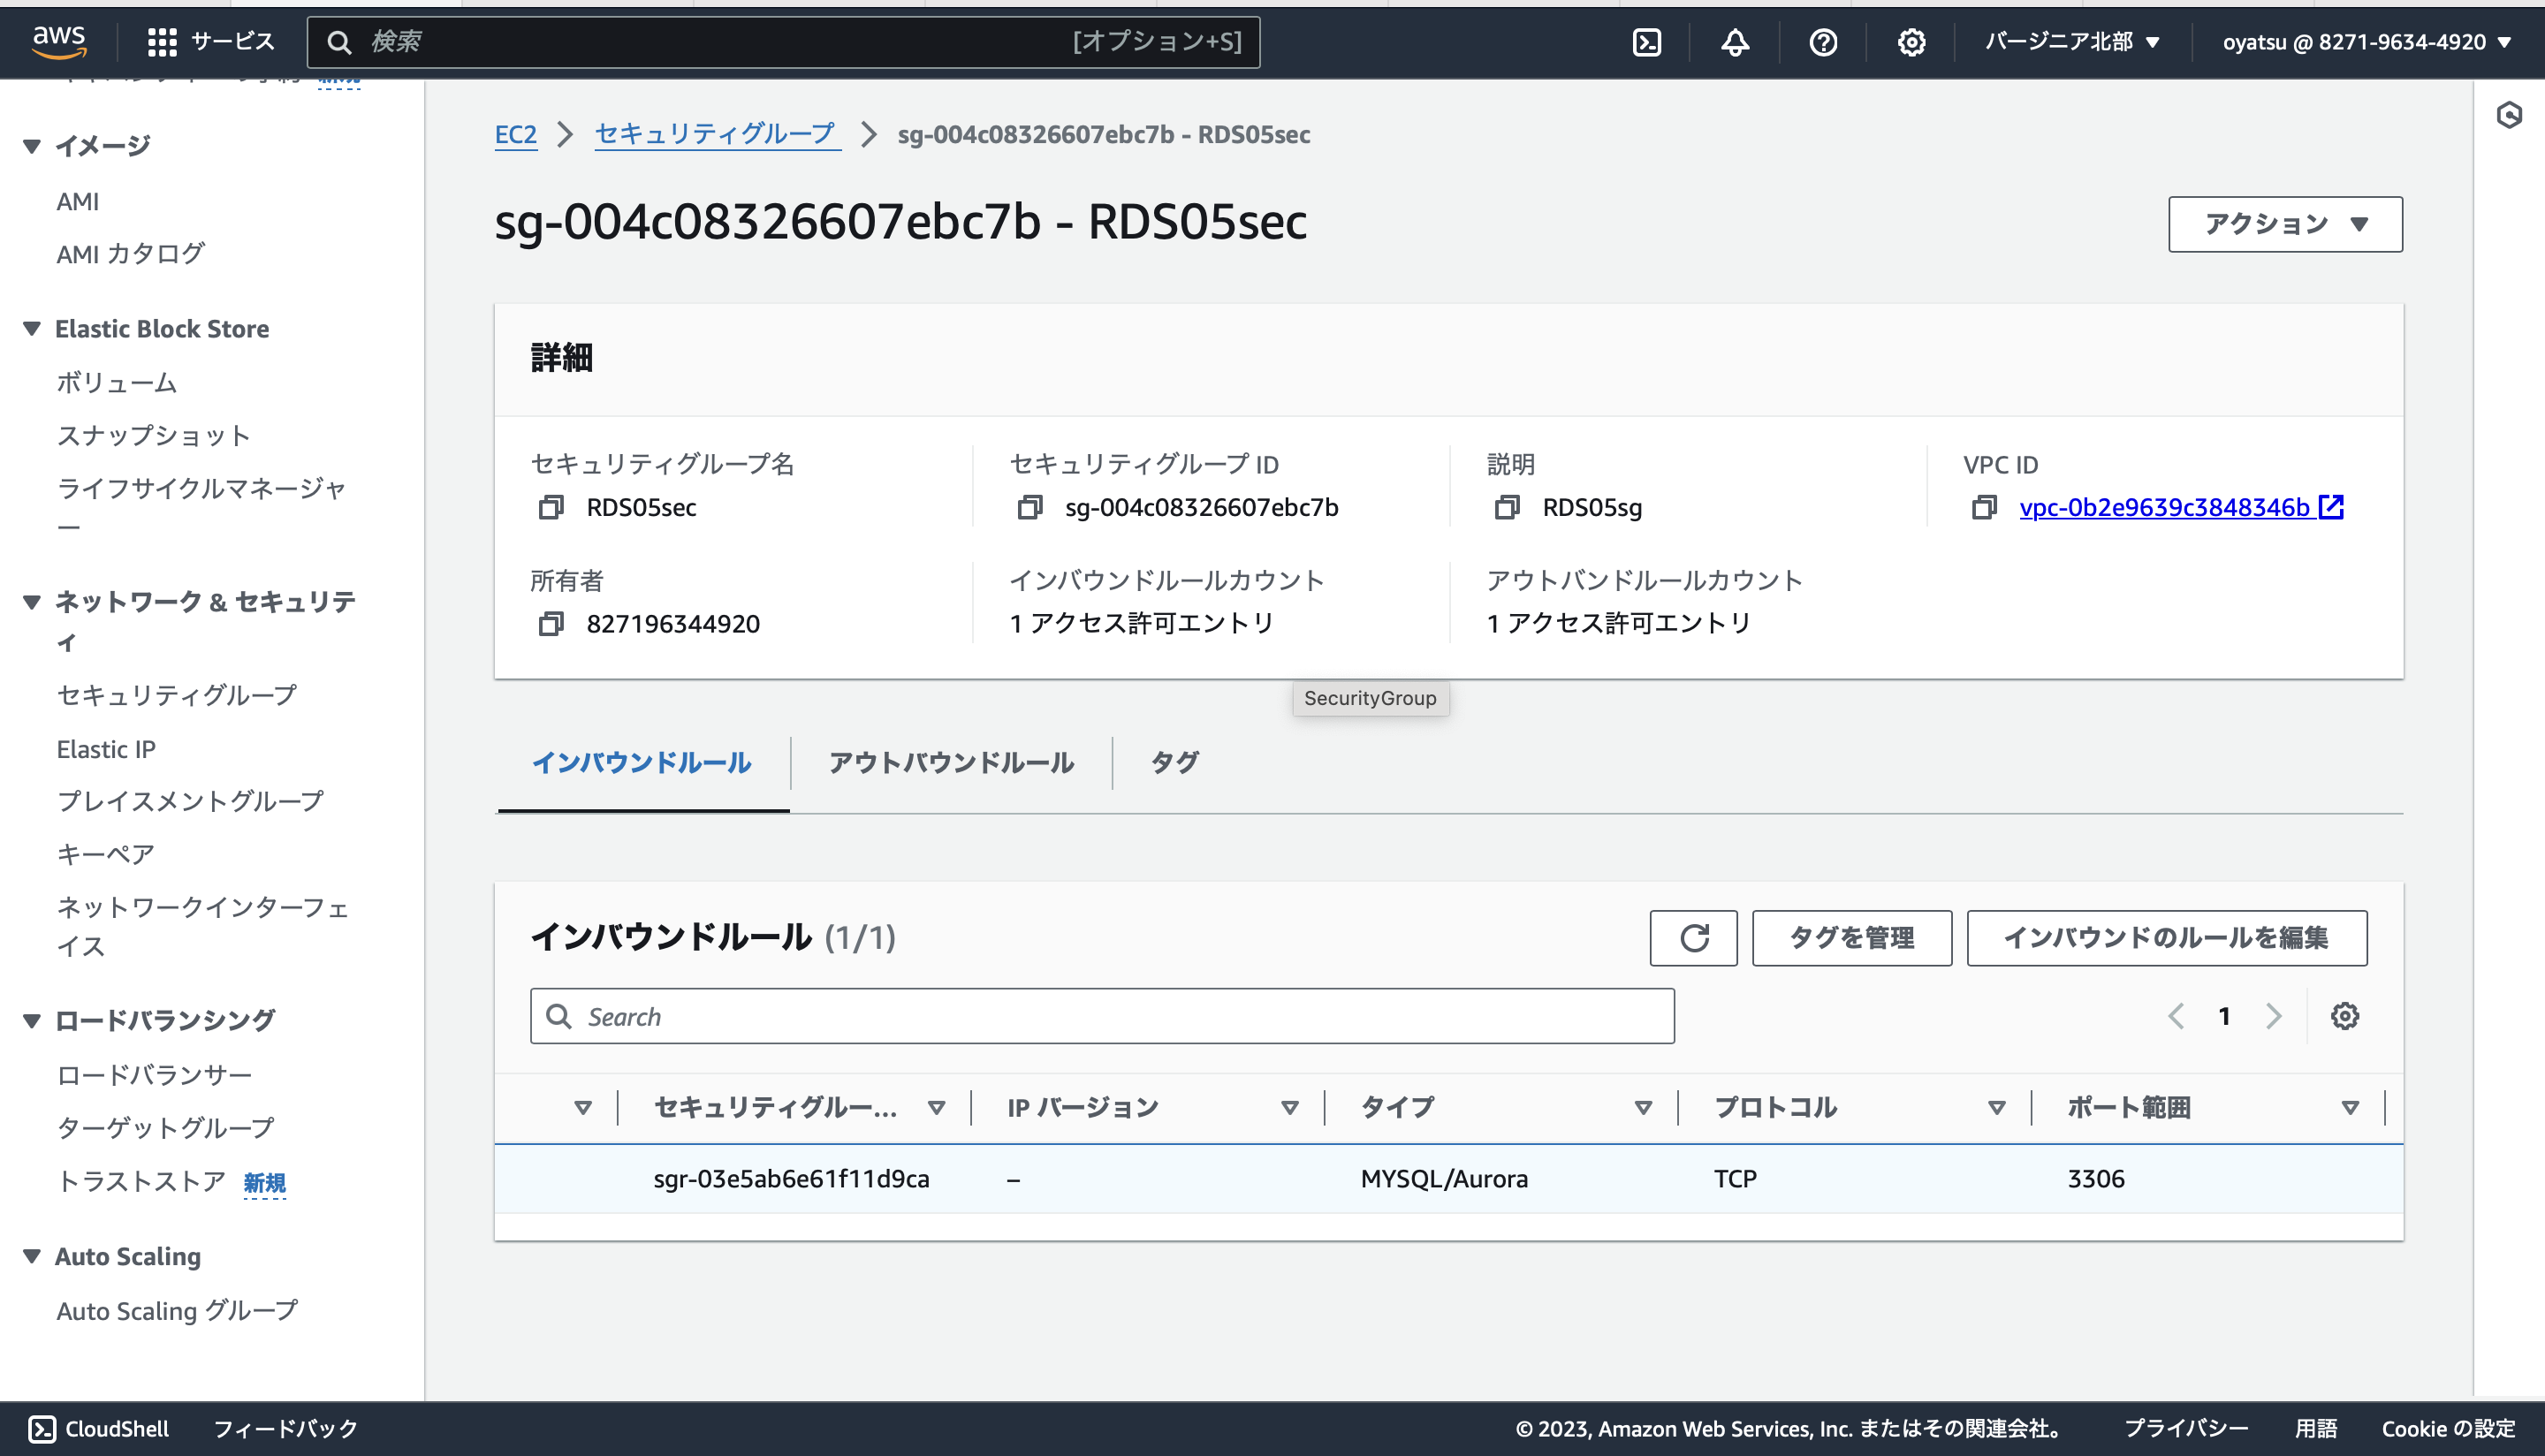 aws
サービス
検索
[オプション+S]
バージニア北部
oyatsu @ 8271-9634-4920
新規
イメージ
AMI
AMI カタログ
Elastic Block Store
ボリューム
スナップショット
ライフサイクルマネージャ
ー
ネットワーク & セキュリテ
ィ
セキュリティグループ
Elastic IP
プレイスメントグループ
キーペア
ネットワークインターフェ
イス
ロードバランシング
ロードバランサー
ターゲットグループ
トラストストア 新規
Auto Scaling
Auto Scaling グループ
EC2
セキュリティグループ
sg-004c08326607ebc7b - RDS05sec
sg-004c08326607ebc7b - RDS05sec
アクション
詳細
セキュリティグループ名
RDS05sec
セキュリティグループ ID
sg-004c08326607ebc7b
説明
RDS05sg
VPC ID
vpc-0b2e9639c3848346b
所有者
827196344920
インバウンドルールカウント
1 アクセス許可エントリ
アウトバンドルールカウント
1 アクセス許可エントリ
SecurityGroup
インバウンドルール
アウトバウンドルール
タグ
インバウンドルール (1/1)
タグを管理
インバウンドのルールを編集
Search
1
セキュリティグルー...
IP バージョン
タイプ
プロトコル
ポート範囲
sgr-03e5ab6e61f11d9ca
–
MYSQL/Aurora
TCP
3306
CloudShell
フィードバック
© 2023, Amazon Web Services, Inc. またはその関連会社。
プライバシー
用語
Cookie の設定